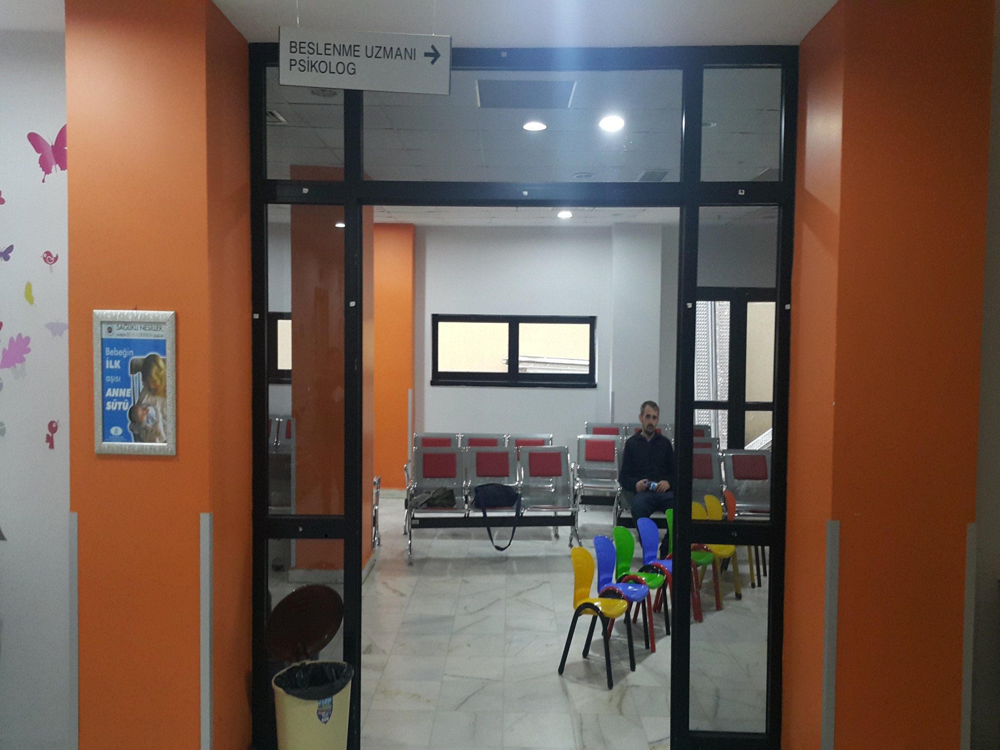 BESLENME UZMANI
PSİKOLOG
SAĞLIKLI NESİLLER,
Bebeğin
İLK
aşısı
ANNE
SÜTÜ